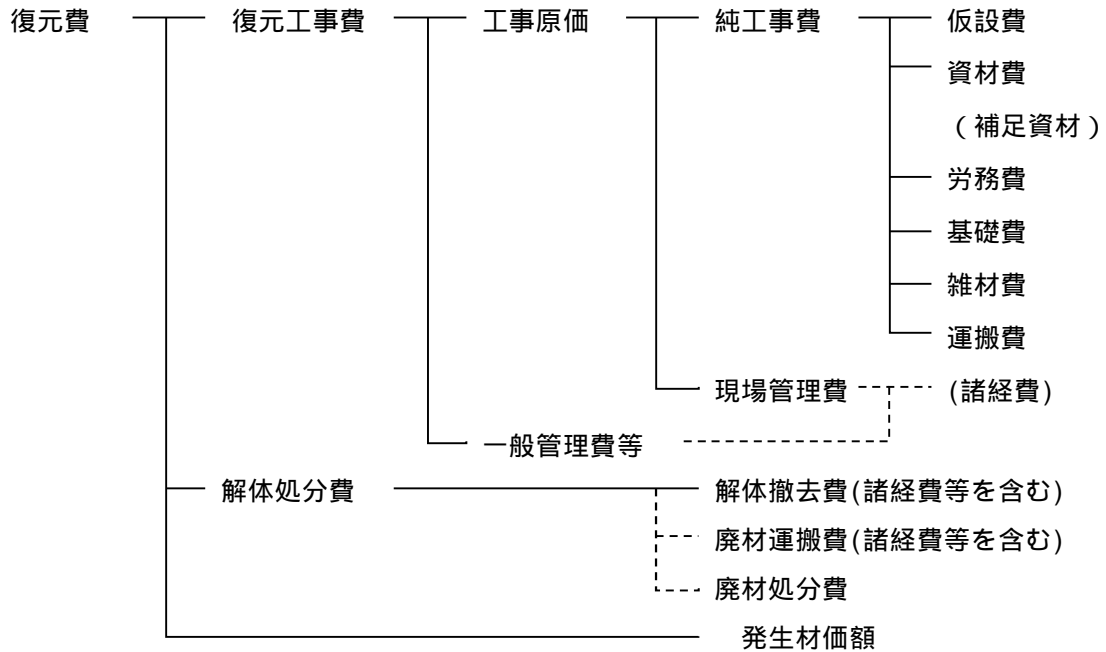 復元費 復元工事費 工事原価 純工事費 仮設費
資材費
(補足資材)
労務費
基礎費
雑材費
運搬費
現場管理費 (諸経費)
一般管理費等
解体処分費 解体撤去費(諸経費等を含む)
廃材運搬費(諸経費等を含む)
廃材処分費
発生材価額